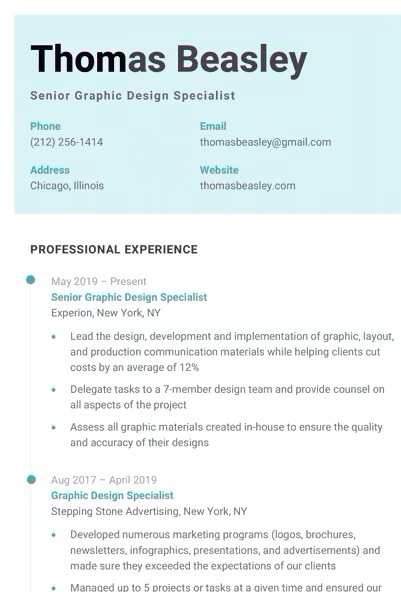 Thomas Beasley
Senior Graphic Design Specialist
Phone
(212) 256-1414
Email
thomasbeasley@gmail.com
Address
Chicago, Illinois
Website
thomasbeasley.com
PROFESSIONAL EXPERIENCE
May 2019 – Present
Senior Graphic Design Specialist
Experion, New York, NY
• Lead the design, development and implementation of graphic, layout,
and production communication materials while helping clients cut
costs by an average of 12%
• Delegate tasks to a 7-member design team and provide counsel on
all aspects of the project
• Assess all graphic materials created in-house to ensure the quality
and accuracy of their designs
Aug 2017 – April 2019
Graphic Design Specialist
Stepping Stone Advertising, New York, NY
• Developed numerous marketing programs (logos, brochures,
newsletters, infographics, presentations, and advertisements) and
made sure they exceeded the expectations of our clients
• Managed up to 5 projects or tasks at a given time and ensured our